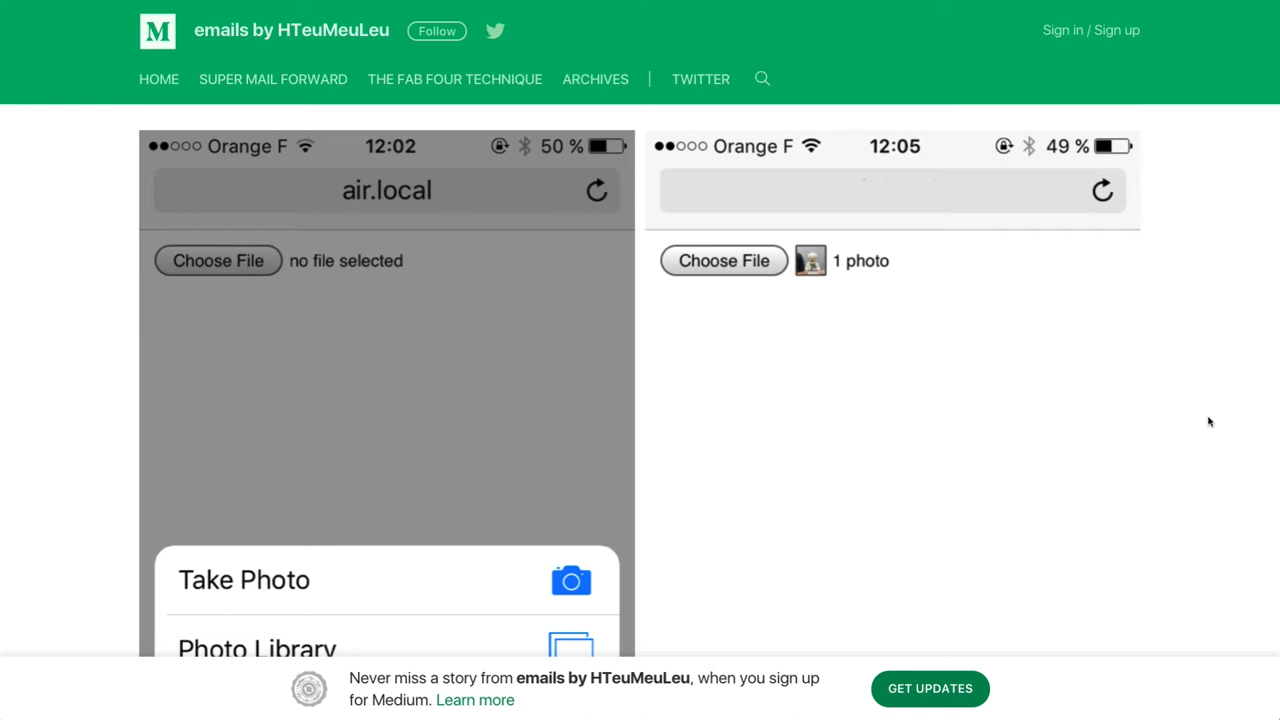 M emails by HTeuMeuLeu Follow
Sign in / Sign up
HOME SUPER MAIL FORWARD THE FAB FOUR TECHNIQUE ARCHIVES | TWITTER
Orange F 12:02 50 %
air.local
Choose File no file selected
Take Photo
Photo Library
Orange F 12:05 49 %
Choose File 1 photo
Never miss a story from emails by HTeuMeuLeu, when you sign up
for Medium. Learn more
GET UPDATES